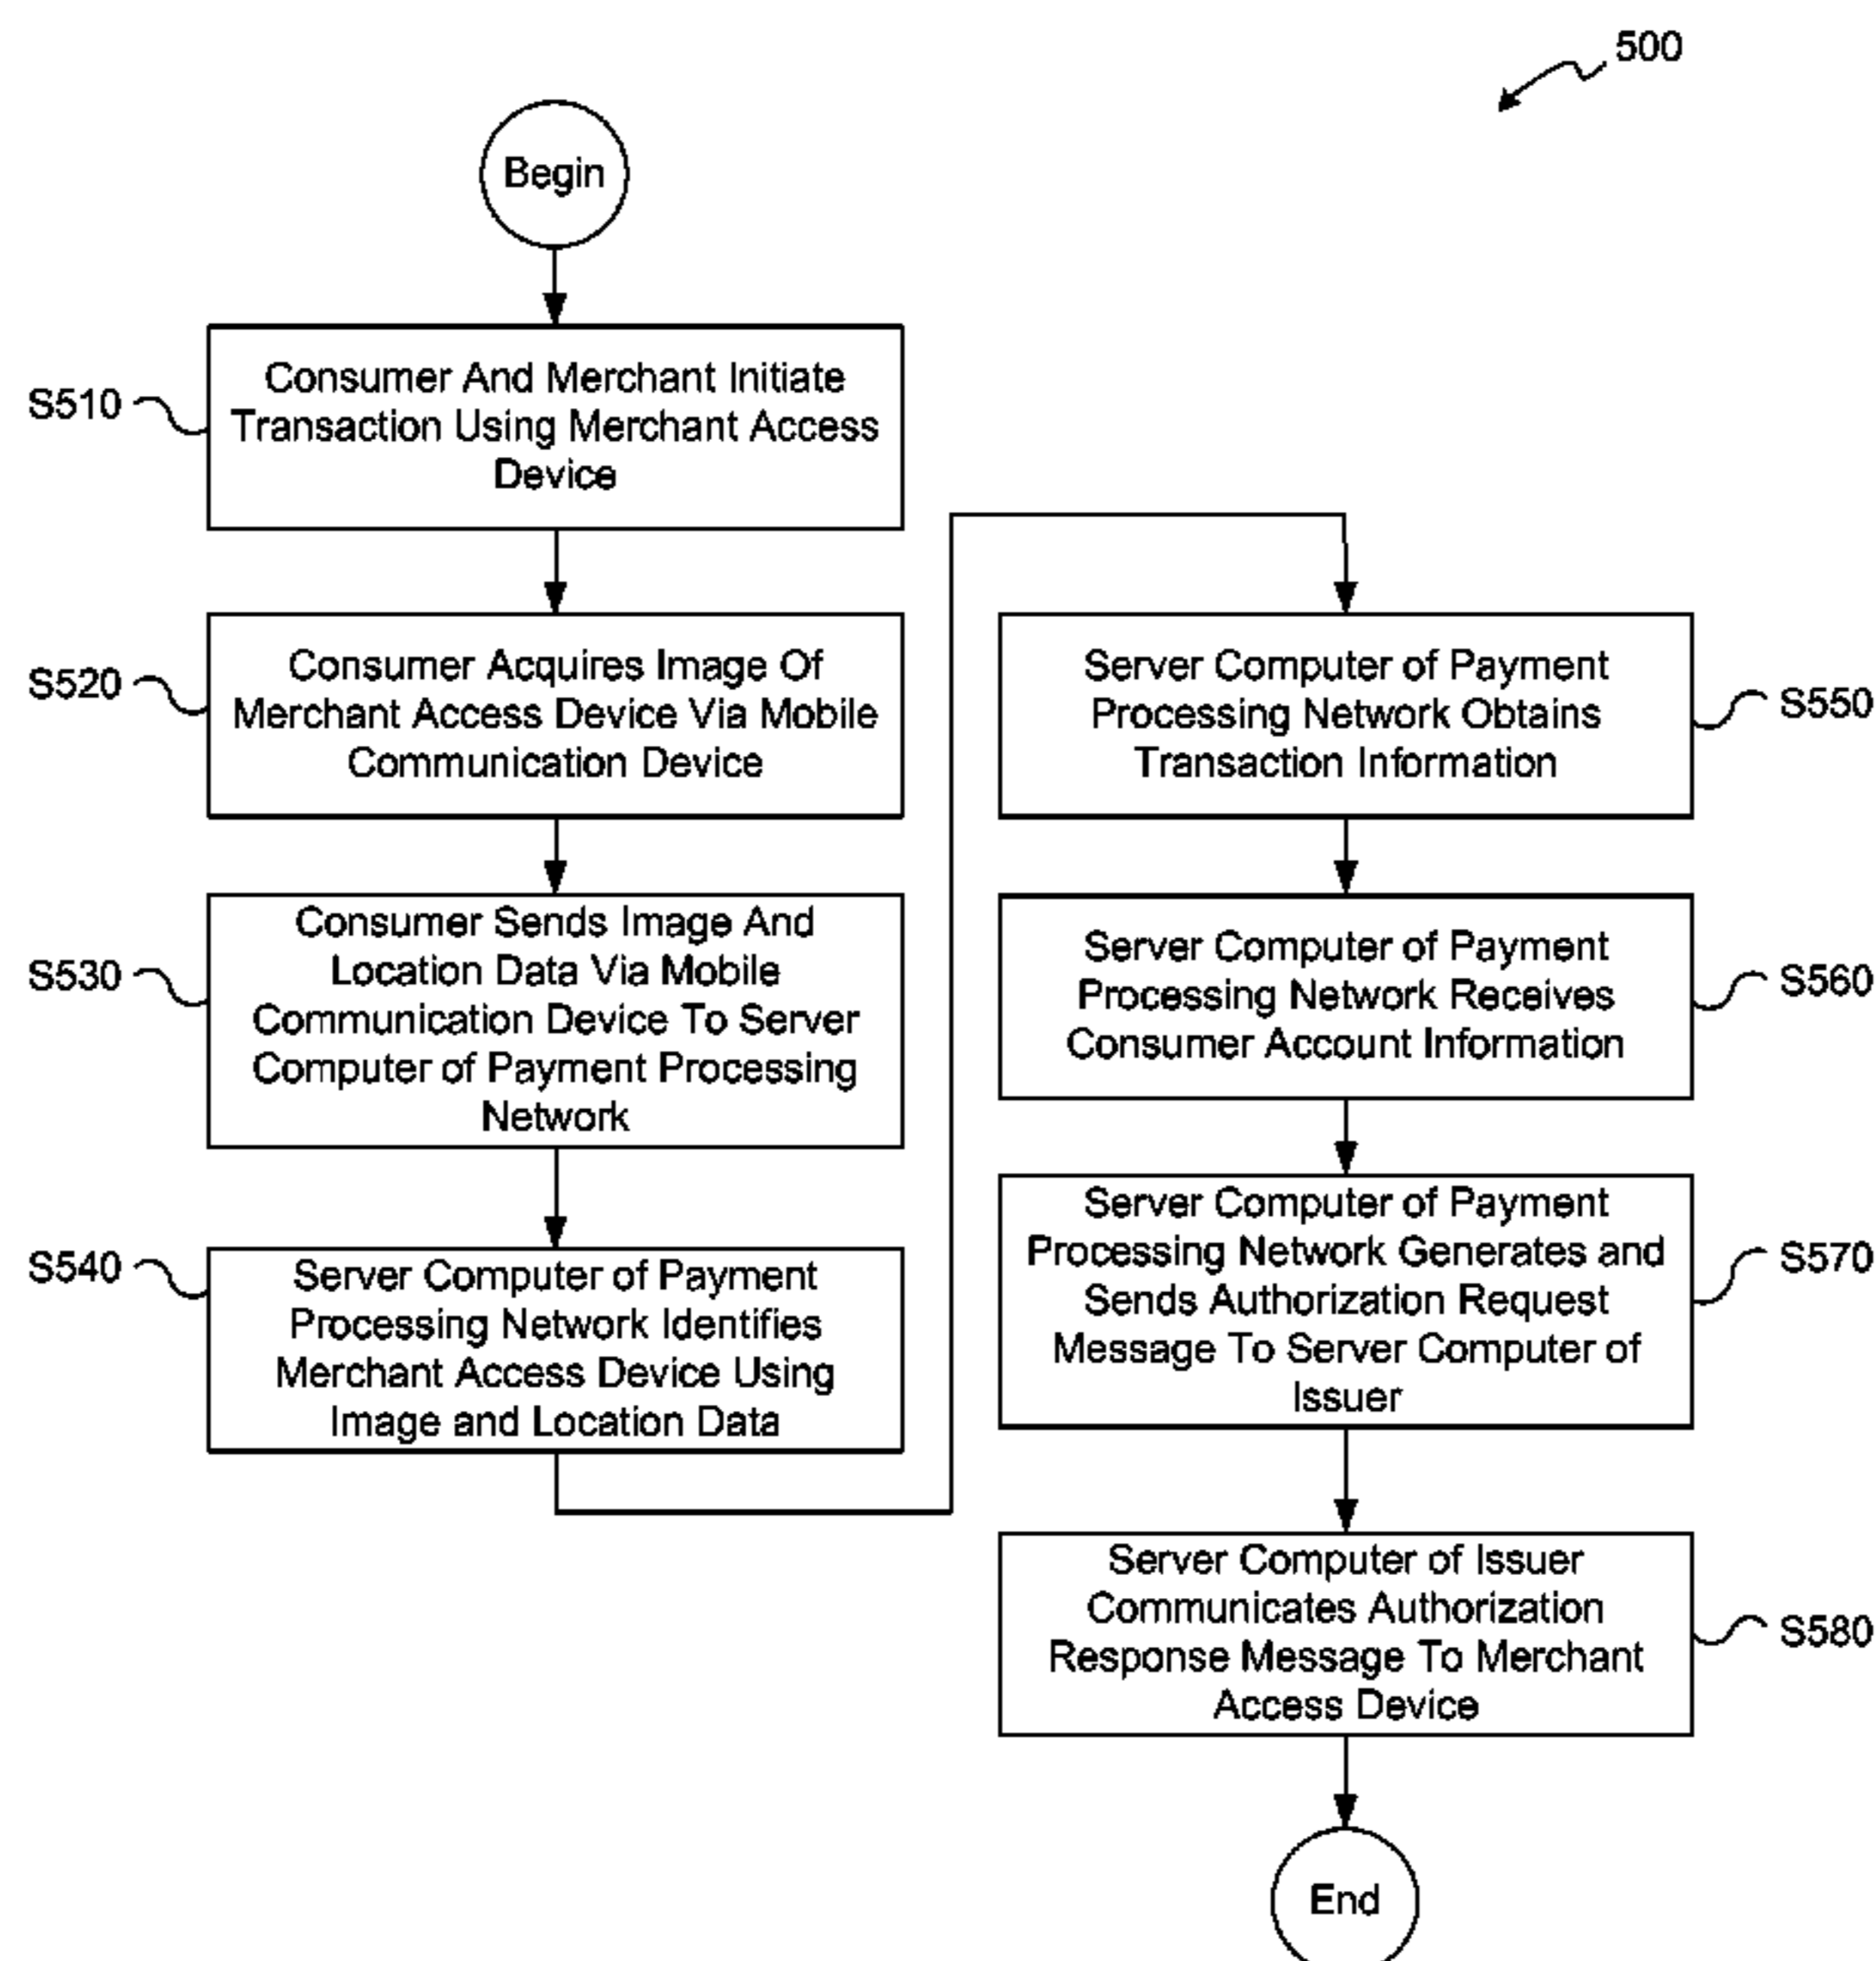 500
Begin
S510
Consumer And Merchant Initiate
Transaction Using Merchant Access
Device
S520
Consumer Acquires Image Of
Merchant Access Device Via Mobile
Communication Device
S530
Consumer Sends Image And
Location Data Via Mobile
Communication Device To Server
Computer of Payment Processing
Network
S540
Server Computer of Payment
Processing Network Identifies
Merchant Access Device Using
Image and Location Data
Server Computer of Payment
Processing Network Obtains
Transaction Information
S550
Server Computer of Payment
Processing Network Receives
Consumer Account Information
S560
Server Computer of Payment
Processing Network Generates and
Sends Authorization Request
Message To Server Computer of
Issuer
S570
Server Computer of Issuer
Communicates Authorization
Response Message To Merchant
Access Device
S580
End